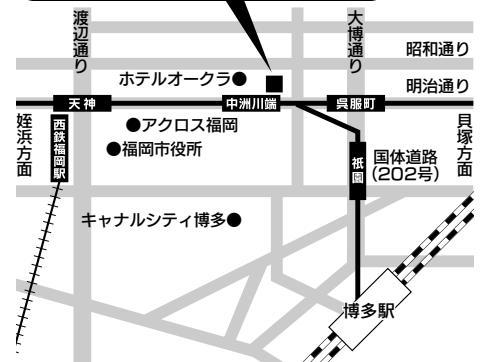 渡辺通り
大博通り
昭和通り
ホテルオークラ
明治通り
天神
中洲川端
呉服町
姪浜方面
西鉄福岡駅
アクロス福岡
福岡市役所
祇園
国体道路
(202号)
貝塚方面
キャナルシティ博多
博多駅